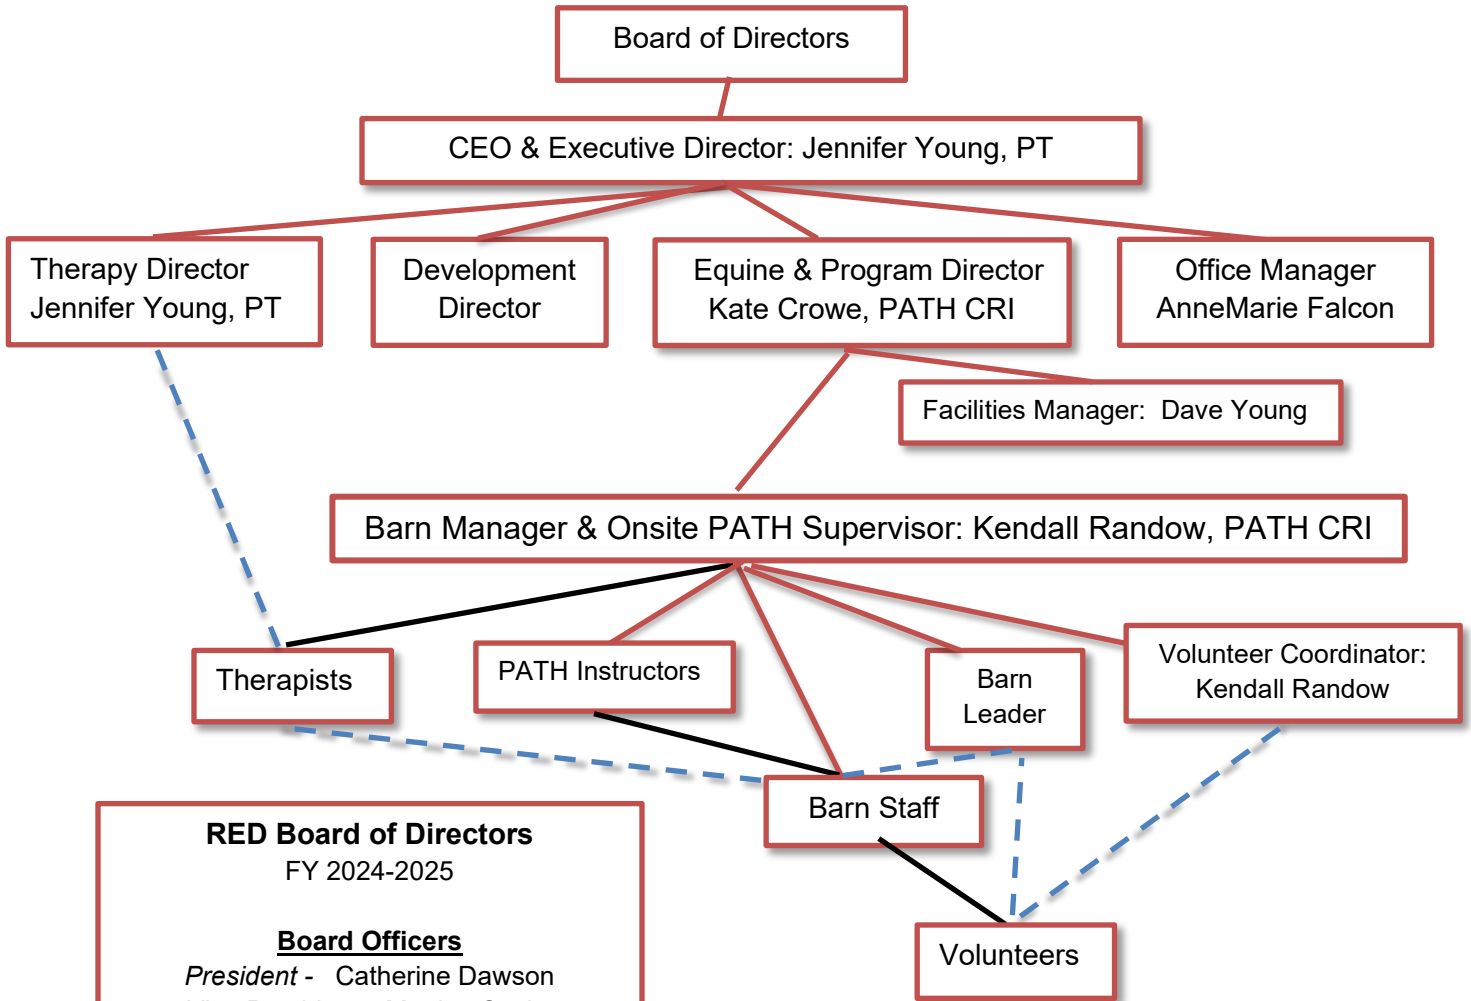 Board of Directors
CEO & Executive Director: Jennifer Young, PT
Therapy Director
Jennifer Young, PT
Development
Director
Equine & Program Director
Kate Crowe, PATH CRI
Office Manager
AnneMarie Falcon
Facilities Manager:  Dave Young
Barn Manager & Onsite PATH Supervisor: Kendall Randow, PATH CRI
Therapists
PATH Instructors
Barn
Leader
Volunteer Coordinator:
Kendall Randow
Barn Staff
Volunteers
RED Board of Directors
FY 2024-2025
Board Officers
President -   Catherine Dawson